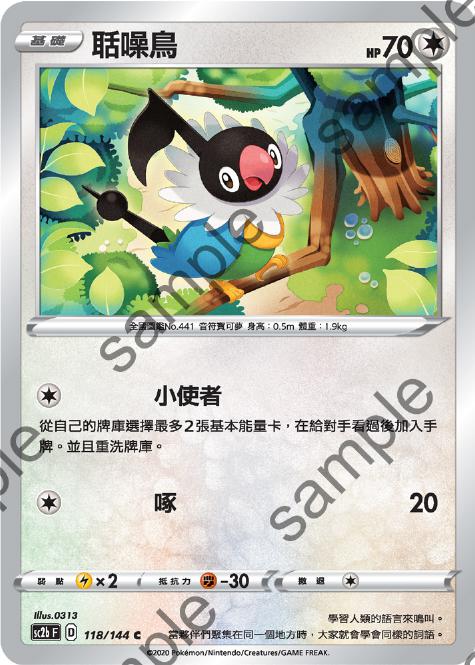 基礎 聒噪鳥 HP70
全國圖鑑No.441 音符寶可夢 身高：0.5m 體重：1.9kg
小使者
從自己的牌庫選擇最多2張基本能量卡，在給對手看過後加入手
牌。並且重洗牌庫。
啄 20
弱點 ×2 抵抗力 -30 撤退
Illus.0313
sc2b F D 118/144 C
學習人類的語言來鳴叫。
當夥伴們聚集在同一個地方時，大家就會學會同樣的詞語。
©2020 Pokémon/Nintendo/Creatures/GAME FREAK.
sample
sample
sample
sample
sample
sample